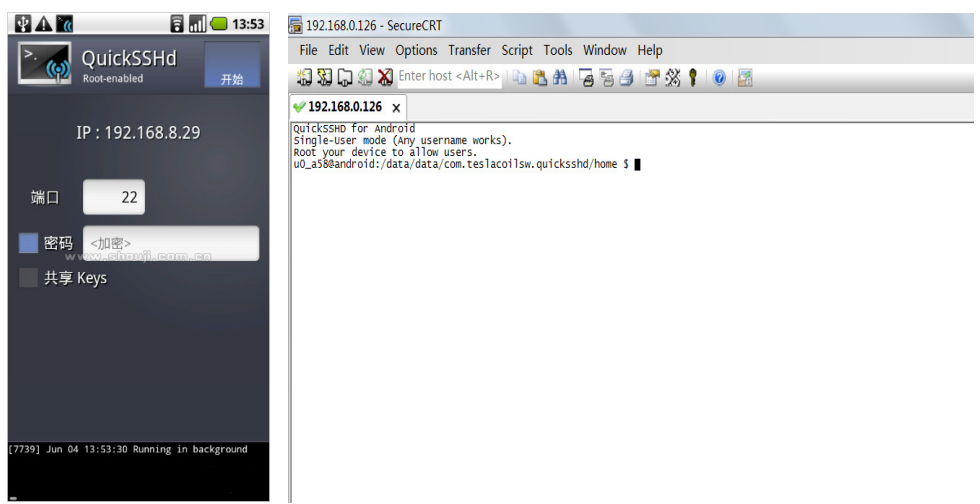 13:53
QuickSSHd
Root-enabled
开始
IP : 192.168.8.29
端口 22
密码 <加密>
www.shouji.com.cn
共享 Keys
[7739] Jun 04 13:53:30 Running in background
192.168.0.126 - SecureCRT
File Edit View Options Transfer Script Tools Window Help
Enter host <Alt+R>
192.168.0.126 x
QuickSSHD for Android
Single-User mode (Any username works).
Root your device to allow users.
u0_a58@android:/data/data/com.teslacoilsw.quicksshd/home $